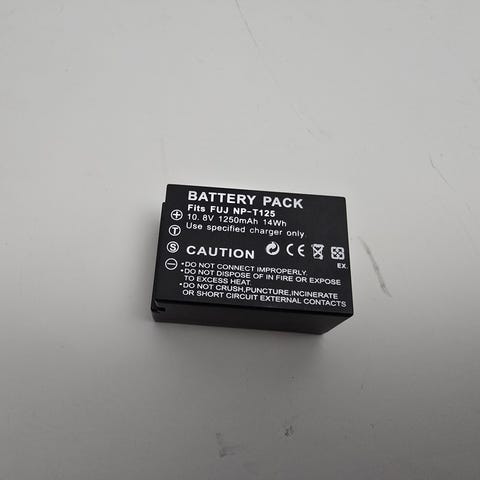 BATTERY PACK
Fits FUJ NP-T125
+ 10.8V 1250mAh 14Wh
T Use specified charger only
S CAUTION CE
- EX.
•DO NOT CONNECT IMPROPERLY.
•DO NOT DISPOSE OF IN FIRE OR EXPOSE
TO EXCESS HEAT.
•DO NOT CRUSH,PUNCTURE,INCINERATE
OR SHORT CIRCUIT EXTERNAL CONTACTS